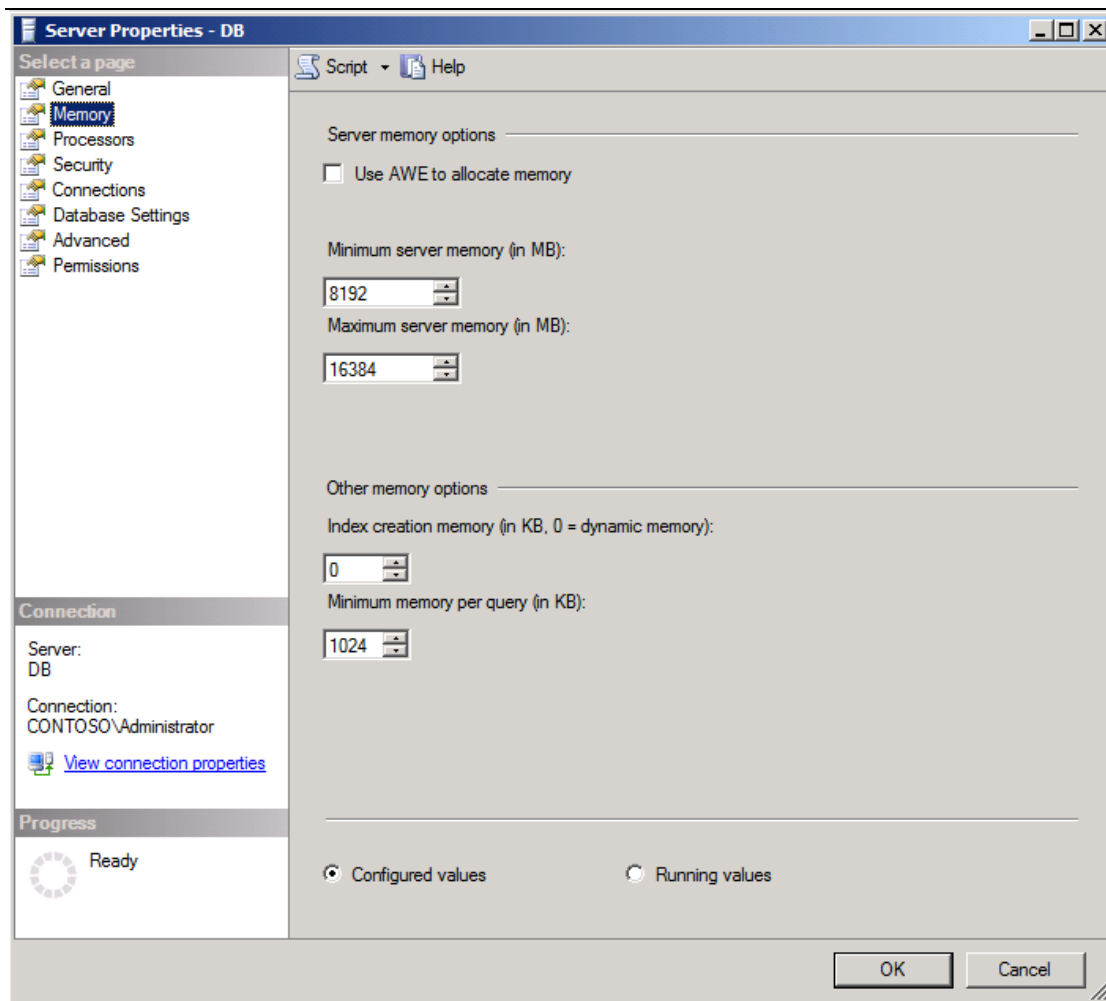 Server Properties - DB
Select a page
General
Memory
Processors
Security
Connections
Database Settings
Advanced
Permissions
Script
Help
Server memory options
Use AWE to allocate memory
Minimum server memory (in MB):
8192
Maximum server memory (in MB):
16384
Other memory options
Index creation memory (in KB, 0 = dynamic memory):
0
Minimum memory per query (in KB):
1024
Connection
Server:
DB
Connection:
CONTOSO\Administrator
View connection properties
Progress
Ready
Configured values
Running values
OK
Cancel